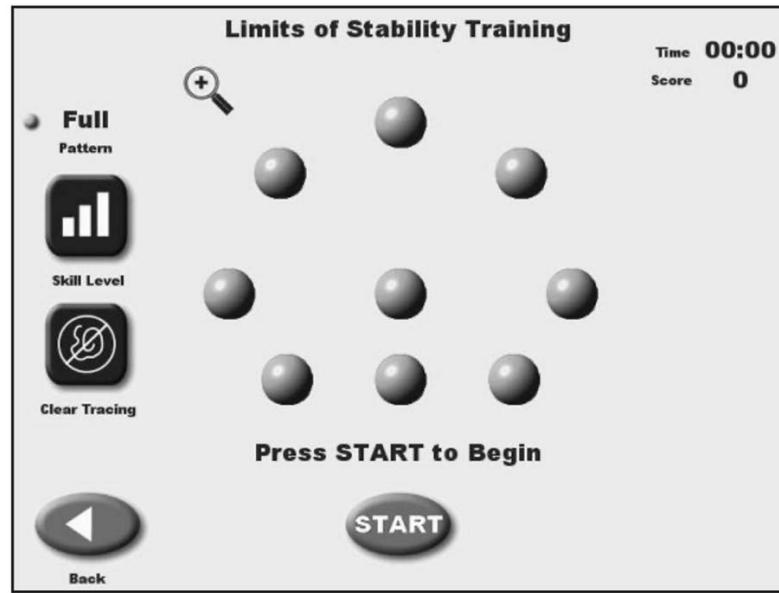 Limits of Stability Training
Time 00:00
Score 0
Full
Pattern
Skill Level
Clear Tracing
Press START to Begin
START
Back